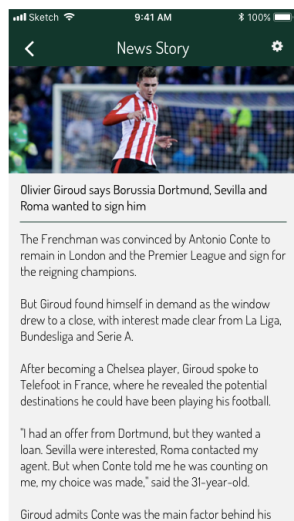 Sketch 9:41 AM 100%
News Story
Olivier Giroud says Borussia Dortmund, Sevilla and
Roma wanted to sign him
The Frenchman was convinced by Antonio Conte to
remain in London and the Premier League and sign for
the reigning champions.
But Giroud found himself in demand as the window
drew to a close, with interest made clear from La Liga,
Bundesliga and Serie A.
After becoming a Chelsea player, Giroud spoke to
Telefoot in France, where he revealed the potential
destinations he could have been playing his football.
"I had an offer from Dortmund, but they wanted a
loan. Sevilla were interested, Roma contacted my
agent. But when Conte told me he was counting on
me, my choice was made," said the 31-year-old.
Giroud admits Conte was the main factor behind his